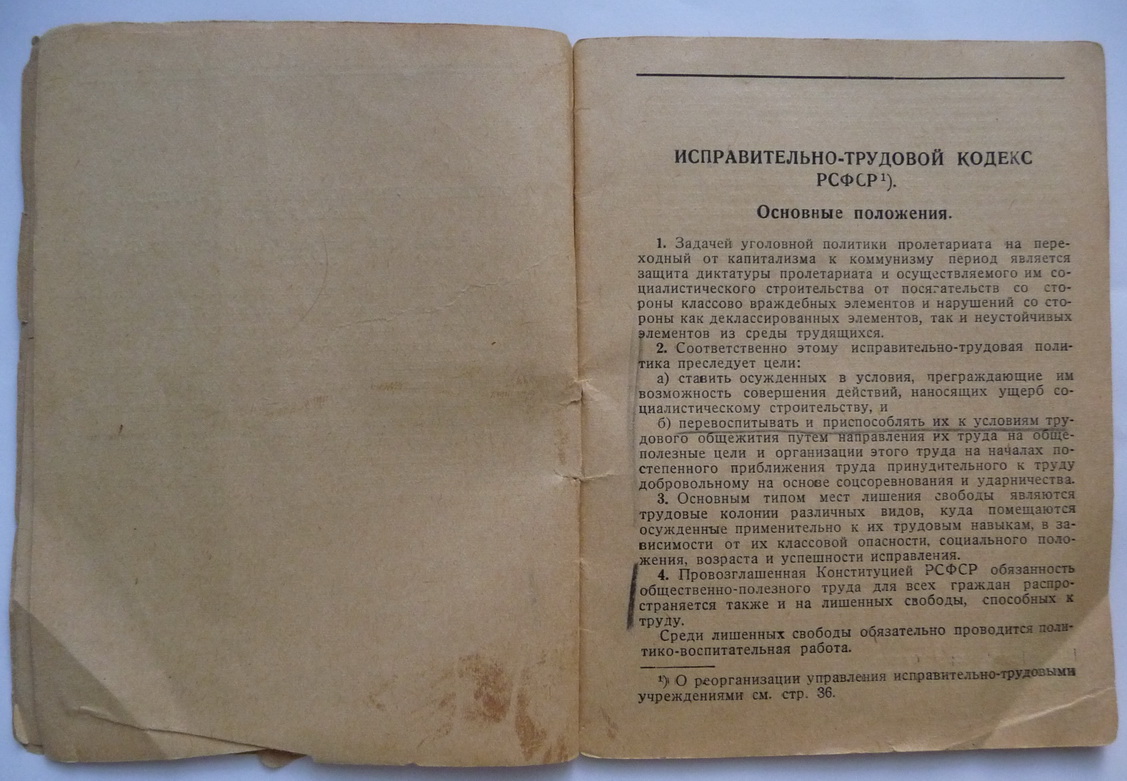 ИСПРАВИТЕЛЬНО-ТРУДОВОЙ КОДЕКС
РСФСР¹).
Основные положения.
1. Задачей уголовной политики пролетариата на пере-
ходный от капитализма к коммунизму период является
защита диктатуры пролетариата и осуществляемого им со-
циалистического строительства от посягательств со сто-
роны классово враждебных элементов и нарушений со сто-
роны как деклассированных элементов, так и неустойчивых
элементов из среды трудящихся.
2. Соответственно этому исправительно-трудовая поли-
тика преследует цели:
а) ставить осужденных в условия, преграждающие им
возможность совершения действий, наносящих ущерб со-
циалистическому строительству, и
б) перевоспитывать и приспособлять их к условиям тру-
дового общежития путем направления их труда на обще-
полезные цели и организации этого труда на началах по-
степенного приближения труда принудительного к труду
добровольному на основе соцсоревнования и ударничества.
3. Основным типом мест лишения свободы являются
трудовые колонии различных видов, куда помещаются
осужденные применительно к их трудовым навыкам, в за-
висимости от их классовой опасности, социального поло-
жения, возраста и успешности исправления.
4. Провозглашенная Конституцией РСФСР обязанность
общественно-полезного труда для всех граждан распро-
страняется также и на лишенных свободы, способных к
труду.
Среди лишенных свободы обязательно проводится поли-
тико-воспитательная работа.
¹) О реорганизации управления исправительно-трудовыми
учреждениями см. стр. 36.